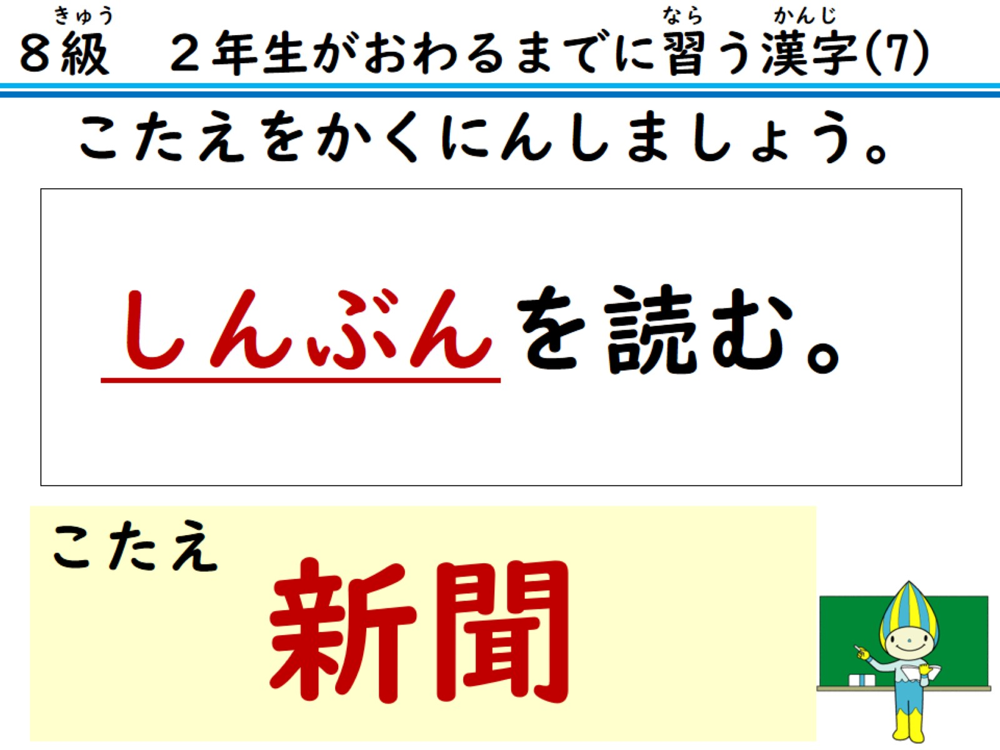 きゅう なら かんじ
８級　２年生がおわるまでに習う漢字(7)
こたえをかくにんしましょう。
しんぶんを読む。
こたえ
新聞